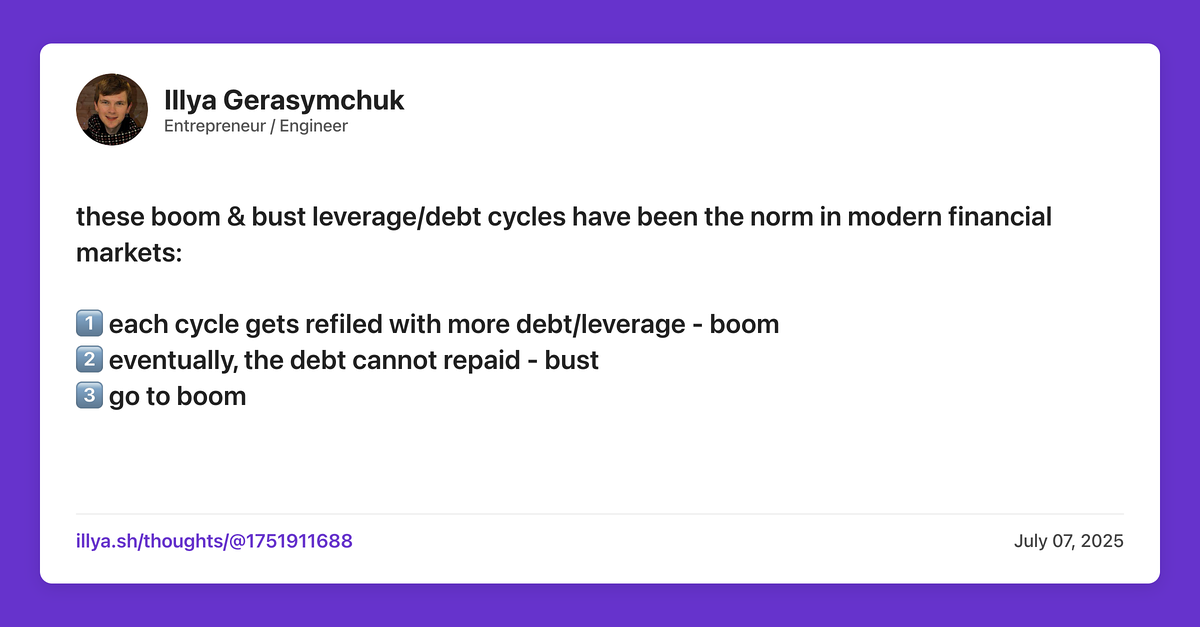 Illya Gerasymchuk
Entrepreneur / Engineer
these boom & bust leverage/debt cycles have been the norm in modern financial
markets:
1️⃣ each cycle gets refiled with more debt/leverage - boom
2️⃣ eventually, the debt cannot repaid - bust
3️⃣ go to boom
illya.sh/thoughts/@1751911688
July 07, 2025